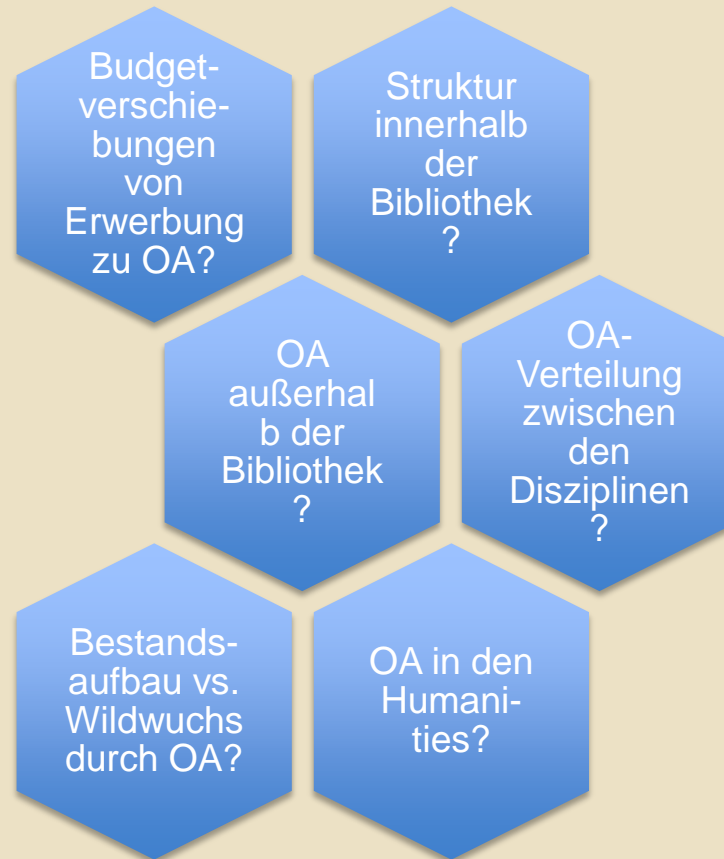 Budget-
verschie-
bungen
von
Erwerbung
zu OA?
Struktur
innerhalb
der
Bibliothek
?
OA
außerhal
b der
Bibliothek
?
OA-
Verteilung
zwischen
den
Disziplinen
?
Bestands-
aufbau vs.
Wildwuchs
durch OA?
OA in den
Humani-
ties?